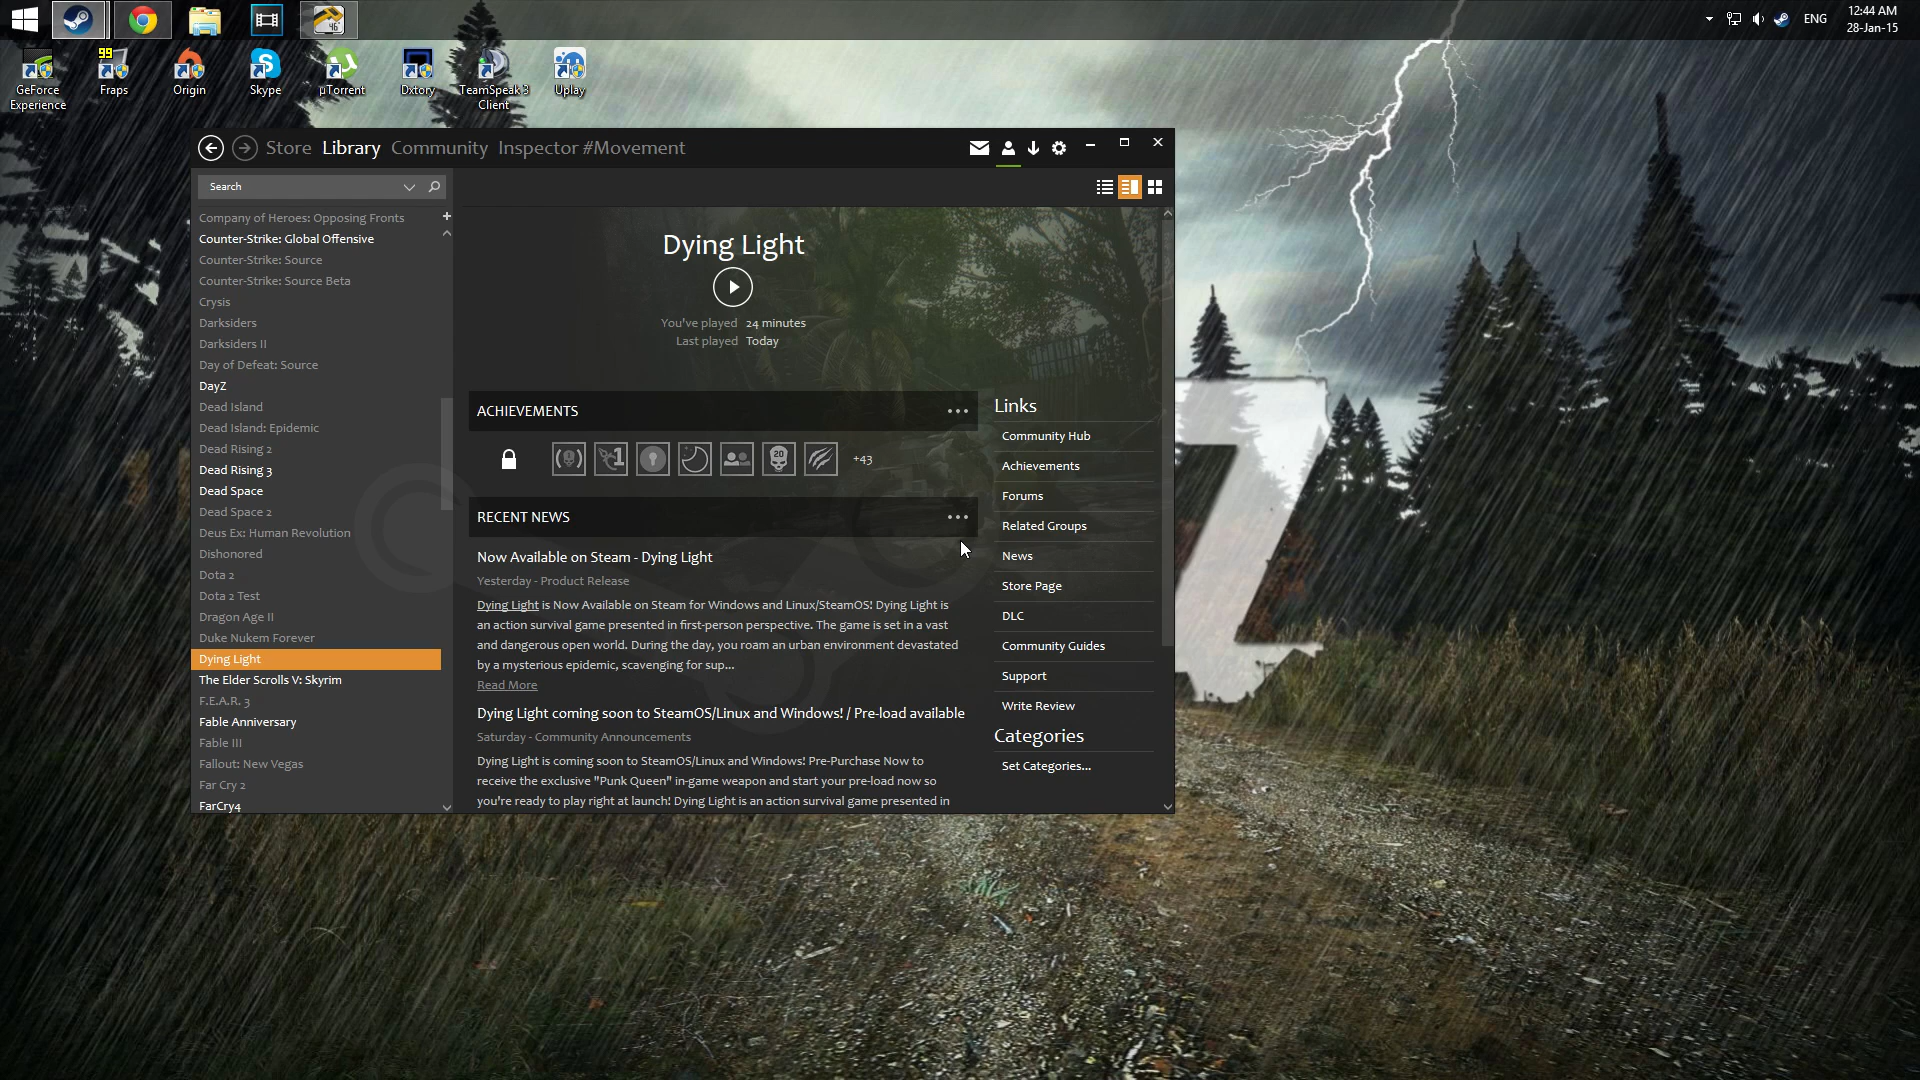 12:44 AM
ENG
28-Jan-15
46°
99
GeForce
Experience
Fraps
Origin
Skype
µTorrent
Dxtory
TeamSpeak 3
Client
Uplay
Store Library Community Inspector #Movement
Search
Company of Heroes: Opposing Fronts
Counter-Strike: Global Offensive
Counter-Strike: Source
Counter-Strike: Source Beta
Crysis
Darksiders
Darksiders II
Day of Defeat: Source
DayZ
Dead Island
Dead Island: Epidemic
Dead Rising 2
Dead Rising 3
Dead Space
Dead Space 2
Deus Ex: Human Revolution
Dishonored
Dota 2
Dota 2 Test
Dragon Age II
Duke Nukem Forever
Dying Light
The Elder Scrolls V: Skyrim
F.E.A.R. 3
Fable Anniversary
Fable III
Fallout: New Vegas
Far Cry 2
FarCry4
Dying Light
You've played 24 minutes
Last played Today
ACHIEVEMENTS
1
20
+43
RECENT NEWS
Now Available on Steam - Dying Light
Yesterday - Product Release
Dying Light is Now Available on Steam for Windows and Linux/SteamOS! Dying Light is
an action survival game presented in first-person perspective. The game is set in a vast
and dangerous open world. During the day, you roam an urban environment devastated
by a mysterious epidemic, scavenging for sup...
Read More
Dying Light coming soon to SteamOS/Linux and Windows! / Pre-load available
Saturday - Community Announcements
Dying Light is coming soon to SteamOS/Linux and Windows! Pre-Purchase Now to
receive the exclusive "Punk Queen" in-game weapon and start your pre-load now so
you're ready to play right at launch! Dying Light is an action survival game presented in
Links
Community Hub
Achievements
Forums
Related Groups
News
Store Page
DLC
Community Guides
Support
Write Review
Categories
Set Categories...
Z